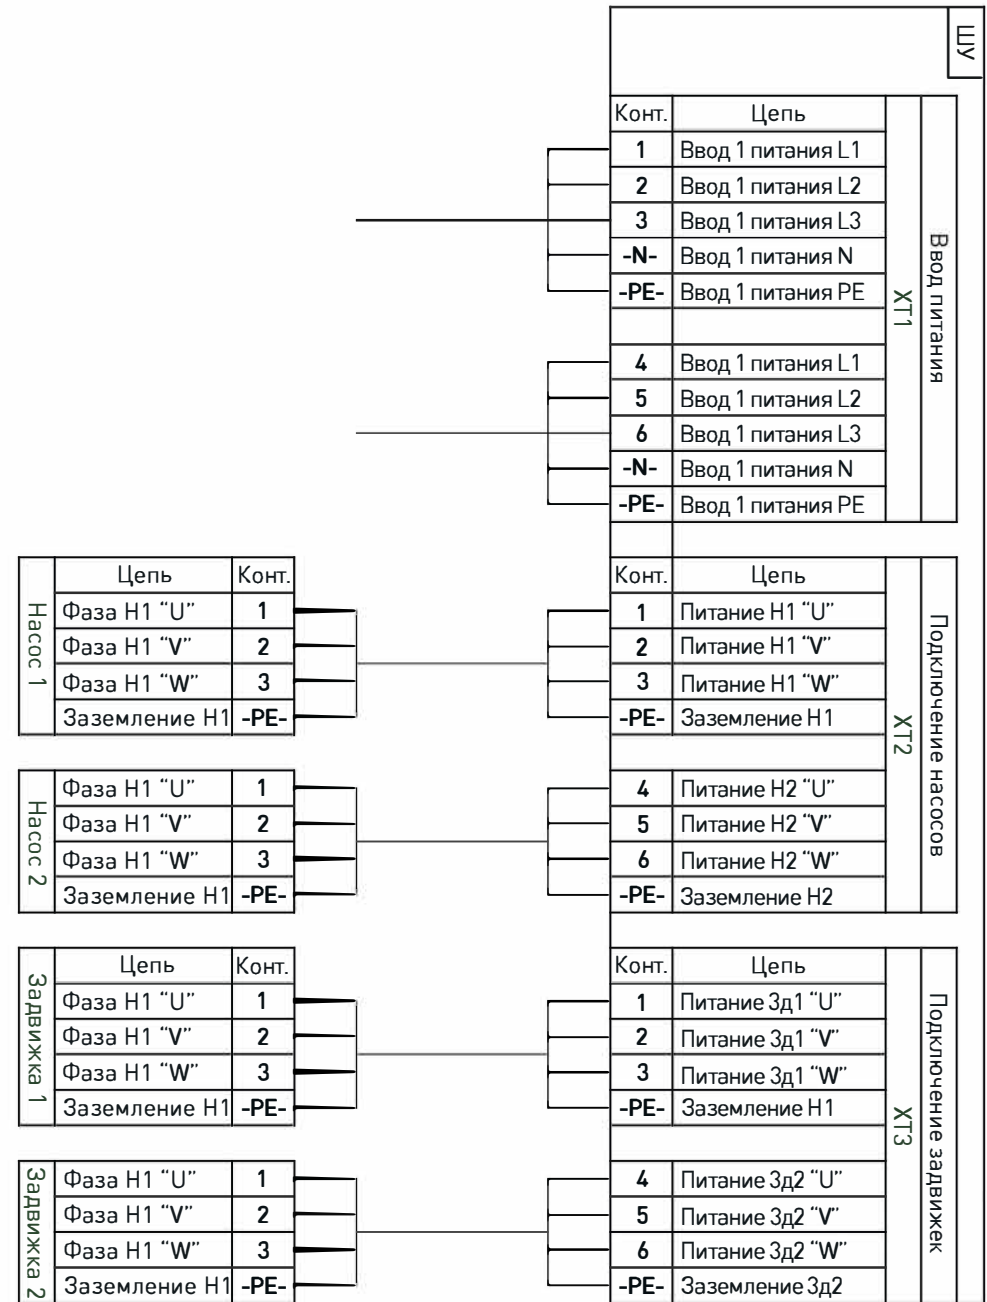 ШУ
Конт. Цепь
1 Ввод 1 питания L1
2 Ввод 1 питания L2
3 Ввод 1 питания L3
-N- Ввод 1 питания N
-PE- Ввод 1 питания PE
4 Ввод 1 питания L1
5 Ввод 1 питания L2
6 Ввод 1 питания L3
-N- Ввод 1 питания N
-PE- Ввод 1 питания PE
XT1
Ввод питания
Насос 1
Цепь Конт.
Фаза Н1 “U” 1
Фаза Н1 “V” 2
Фаза Н1 “W” 3
Заземление Н1 -PE-
Конт. Цепь
1 Питание Н1 “U”
2 Питание Н1 “V”
3 Питание Н1 “W”
-PE- Заземление Н1
Насос 2
Фаза Н1 “U” 1
Фаза Н1 “V” 2
Фаза Н1 “W” 3
Заземление Н1 -PE-
4 Питание Н2 “U”
5 Питание Н2 “V”
6 Питание Н2 “W”
-PE- Заземление Н2
XT2
Подключение насосов
Задвижка 1
Цепь Конт.
Фаза Н1 “U” 1
Фаза Н1 “V” 2
Фаза Н1 “W” 3
Заземление Н1 -PE-
Конт. Цепь
1 Питание Зд1 “U”
2 Питание Зд1 “V”
3 Питание Зд1 “W”
-PE- Заземление Н1
Задвижка 2
Фаза Н1 “U” 1
Фаза Н1 “V” 2
Фаза Н1 “W” 3
Заземление Н1 -PE-
4 Питание Зд2 “U”
5 Питание Зд2 “V”
6 Питание Зд2 “W”
-PE- Заземление Зд2
XT3
Подключение задвижек